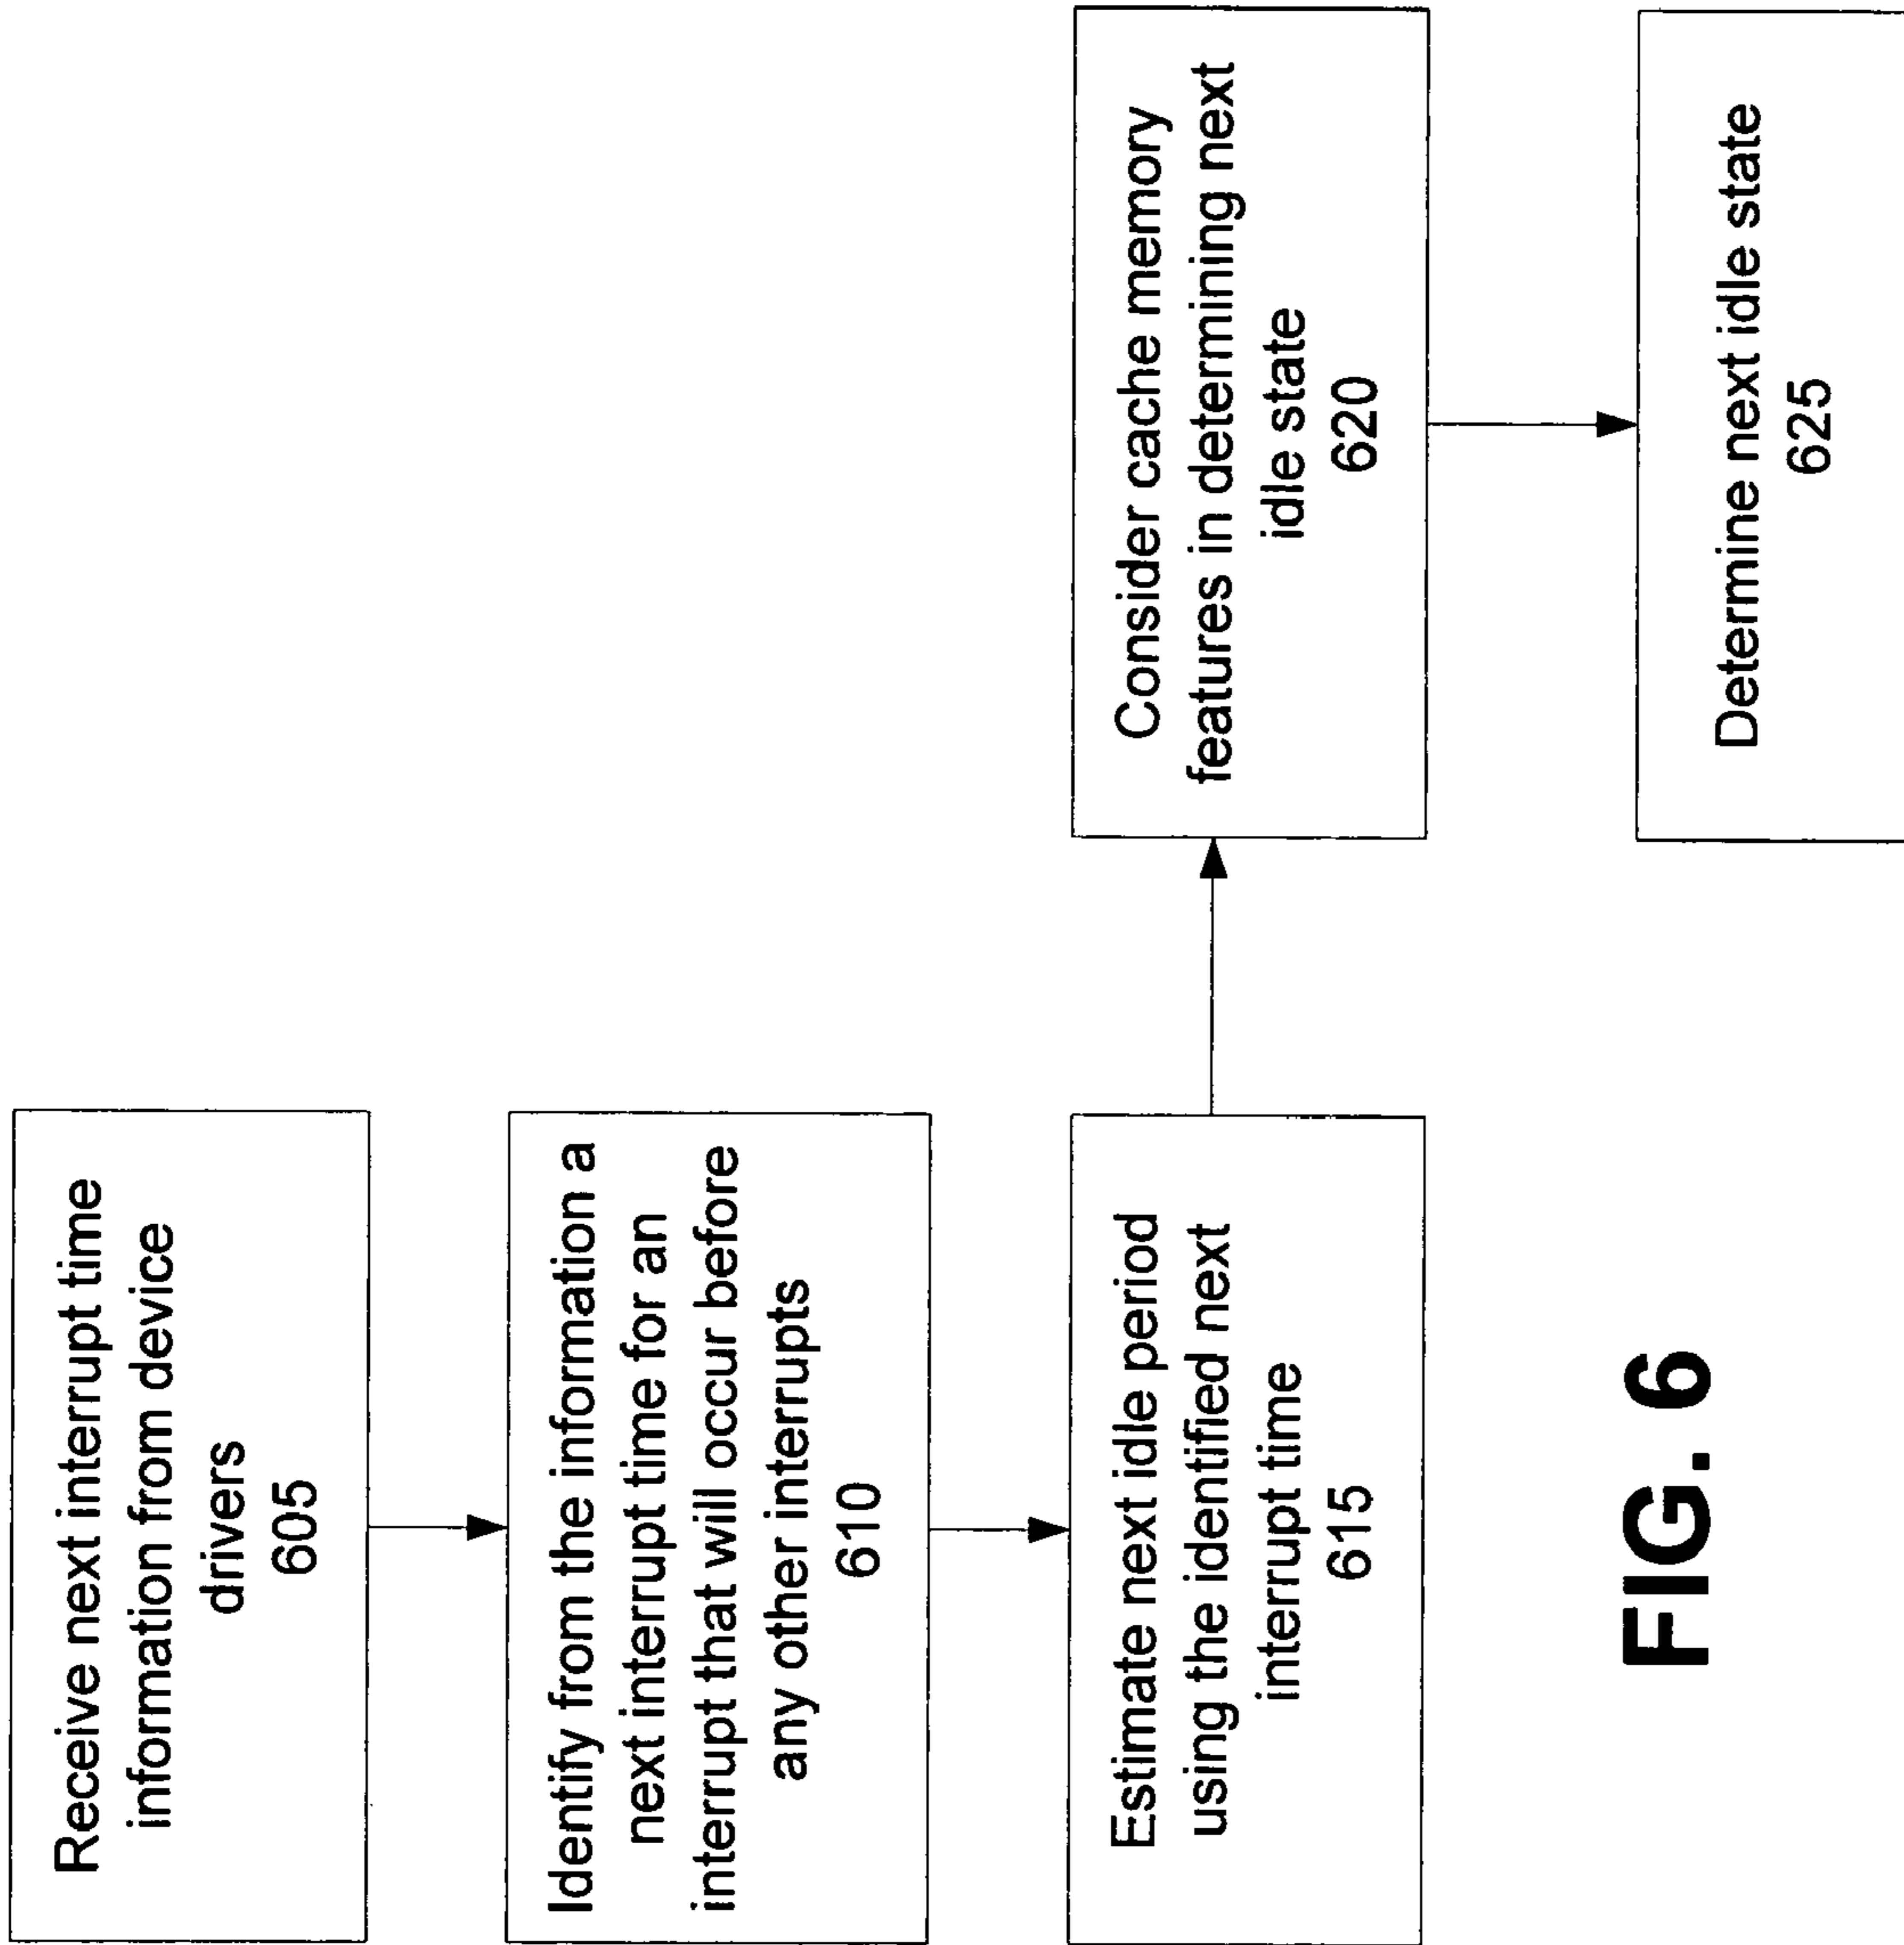 Receive next interrupt time
information from device
drivers
605
Identify from the information a
next interrupt time for an
interrupt that will occur before
any other interrupts
610
Estimate next idle period
using the identified next
interrupt time
615
Consider cache memory
features in determining next
idle state
620
Determine next idle state
625
FIG. 6